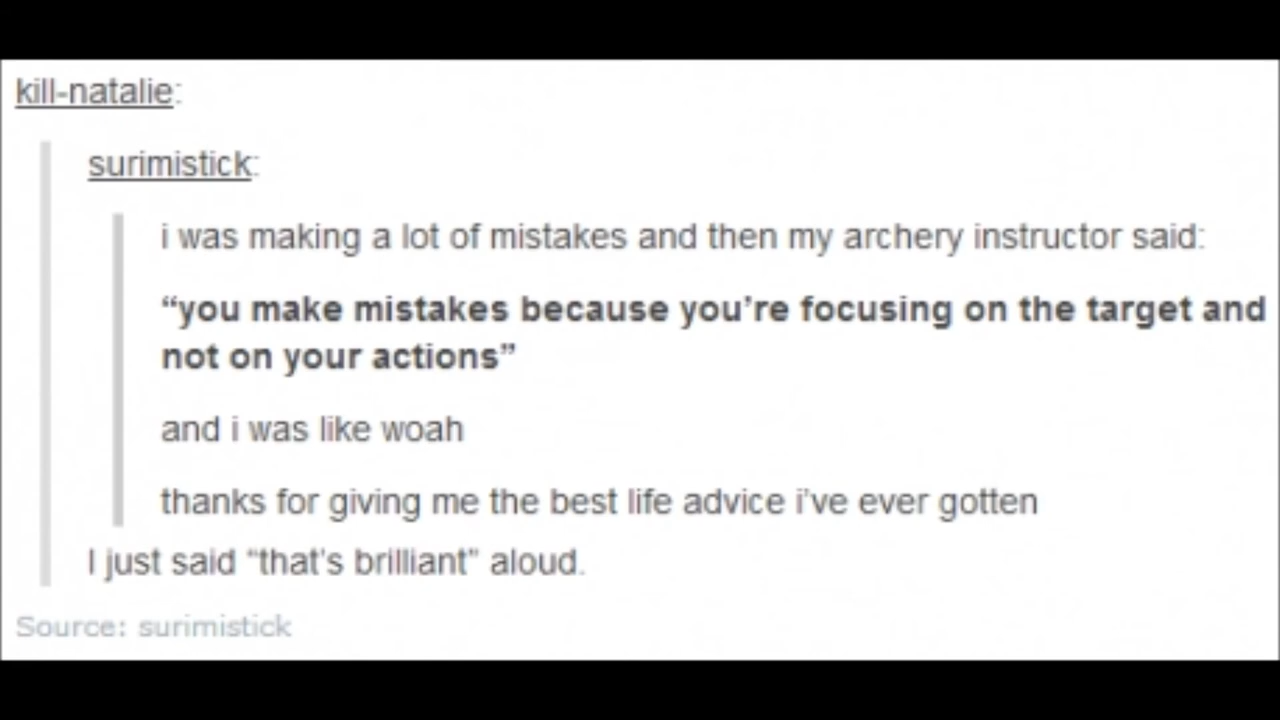 kill-natalie:
surimistick:
i was making a lot of mistakes and then my archery instructor said:
“you make mistakes because you’re focusing on the target and
not on your actions”
and i was like woah
thanks for giving me the best life advice i’ve ever gotten
I just said “that’s brilliant” aloud.
Source: surimistick